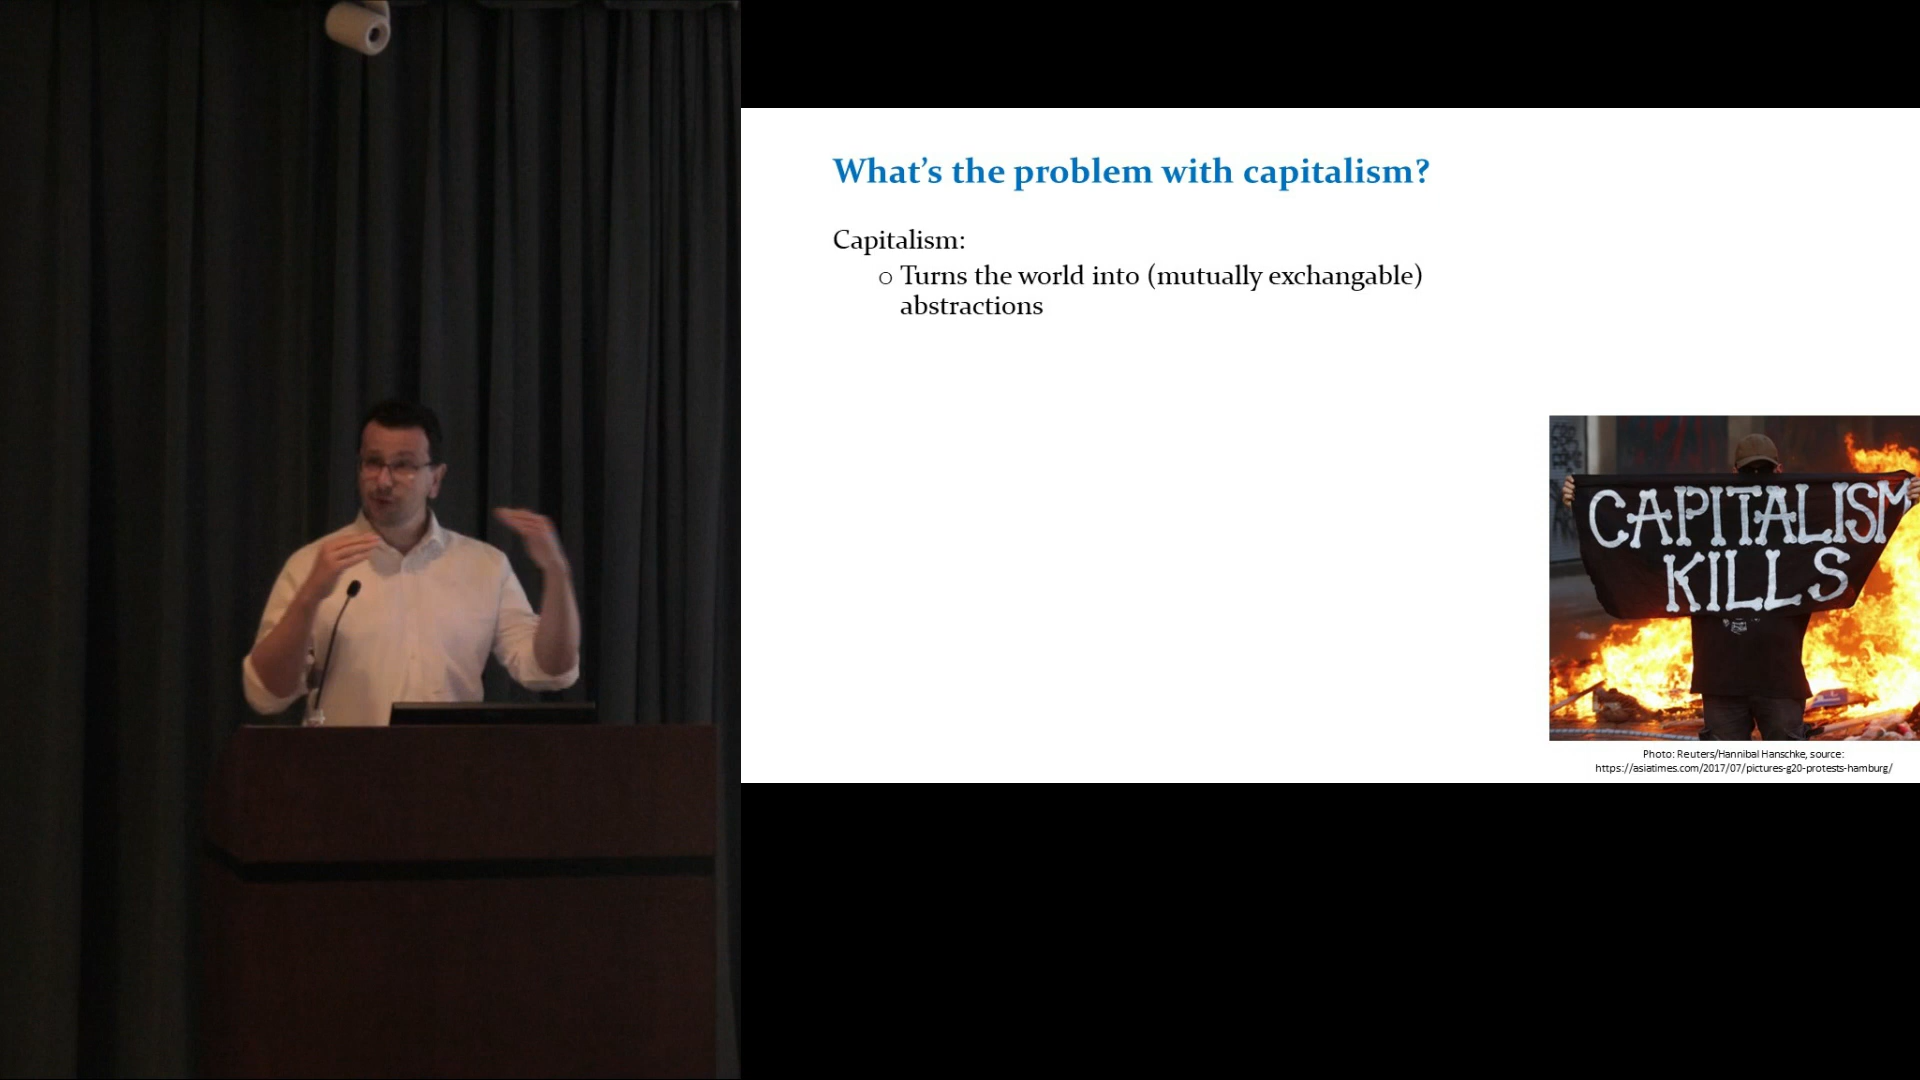 What's the problem with capitalism?
Capitalism:
o Turns the world into (mutually exchangable)
abstractions
CAPITALISM
KILLS
Photo: Reuters/Hannibal Hanschke, source:
https://asiatimes.com/2017/07/pictures-g20-protests-hamburg/